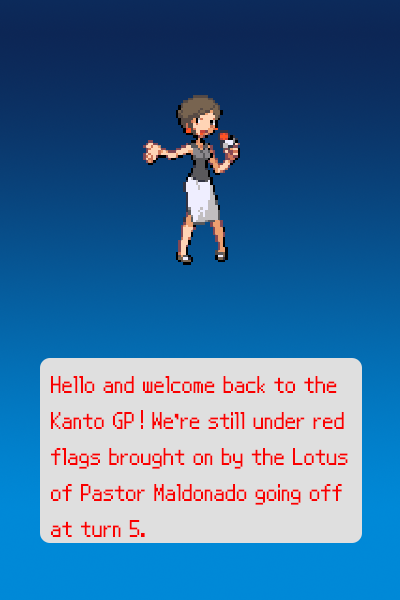 Hello and welcome back to the
Kanto GP! We're still under red
flags brought on by the Lotus
of Pastor Maldonado going off
at turn 5.